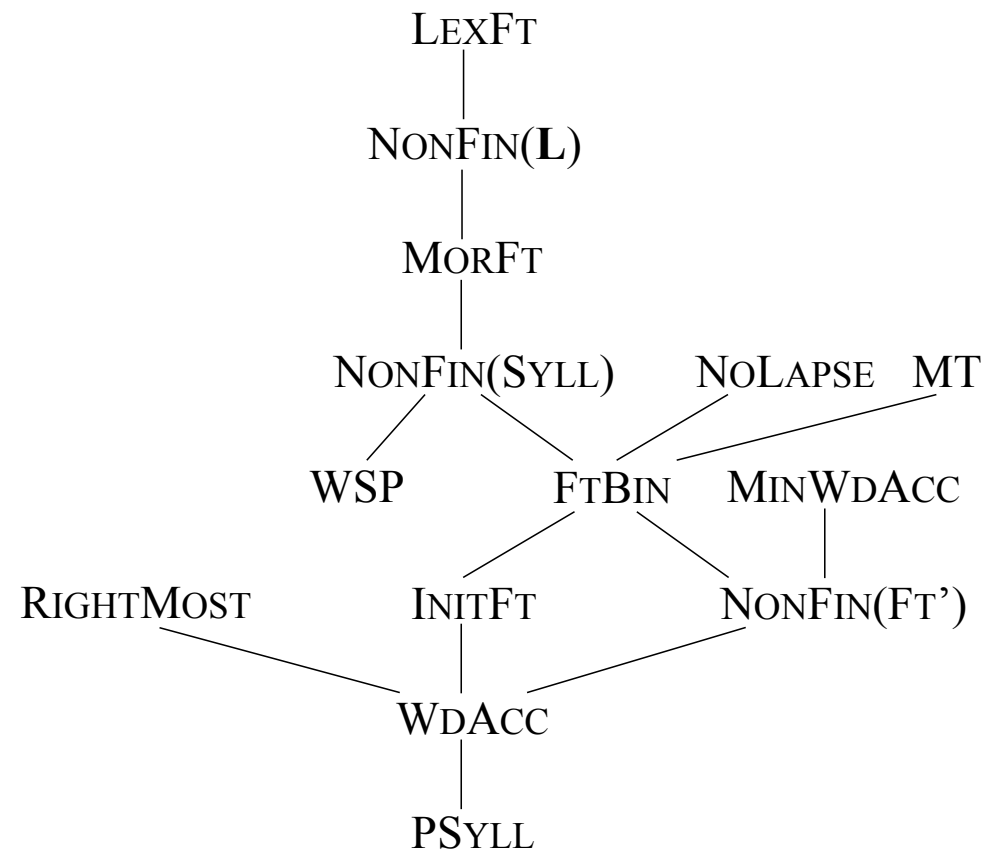 LEXFT
NONFIN(L)
MORFT
NONFIN(SYLL) NOLAPSE MT
WSP FTBIN MINWDACC
RIGHTMOST INITFT NONFIN(FT’)
WDACC
PSYLL